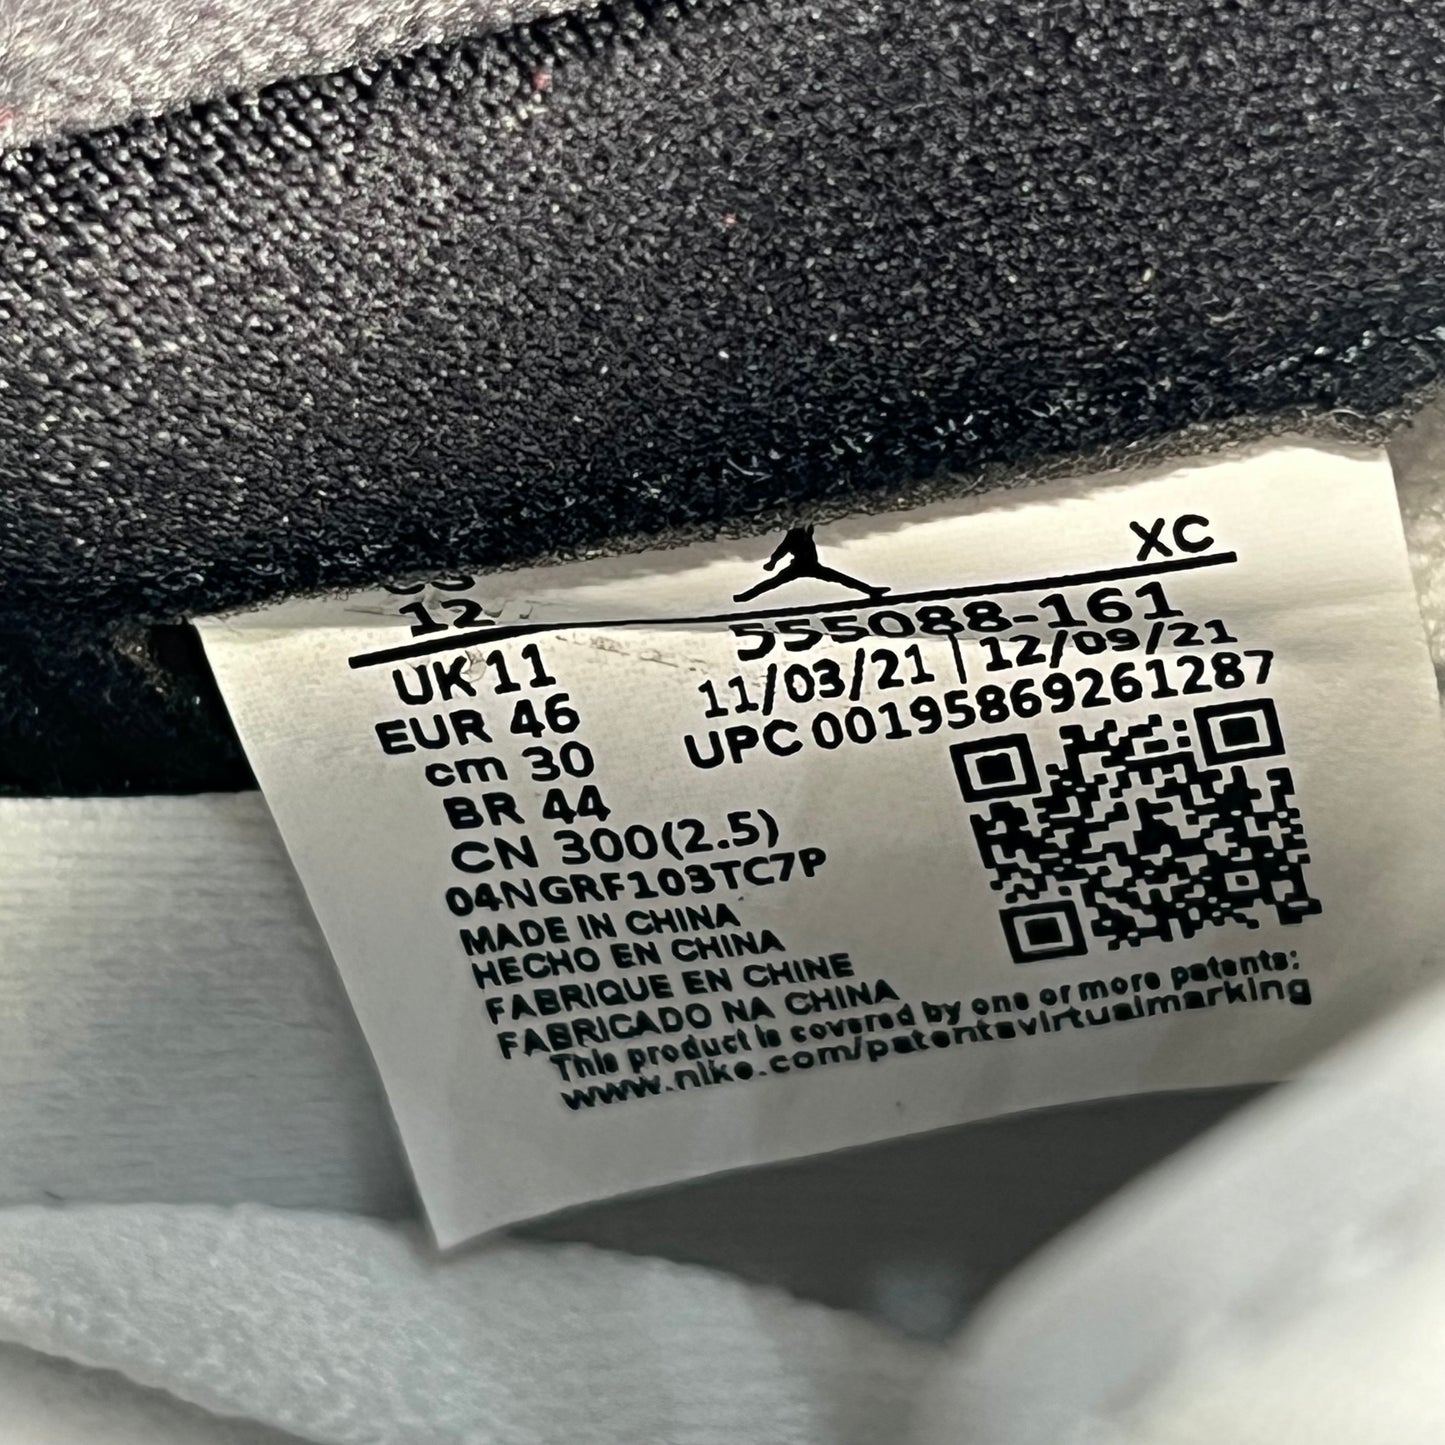 XC
12
555088-161
UK 11
11/03/21 | 12/09/21
EUR 46
UPC 00195869261287
cm 30
BR 44
CN 300(2.5)
04NGRF103TC7P
MADE IN CHINA
HECHO EN CHINA
FABRIQUE EN CHINE
FABRICADO NA CHINA
This product is covered by one or more patents:
www.nike.com/patentsvirtualmarking